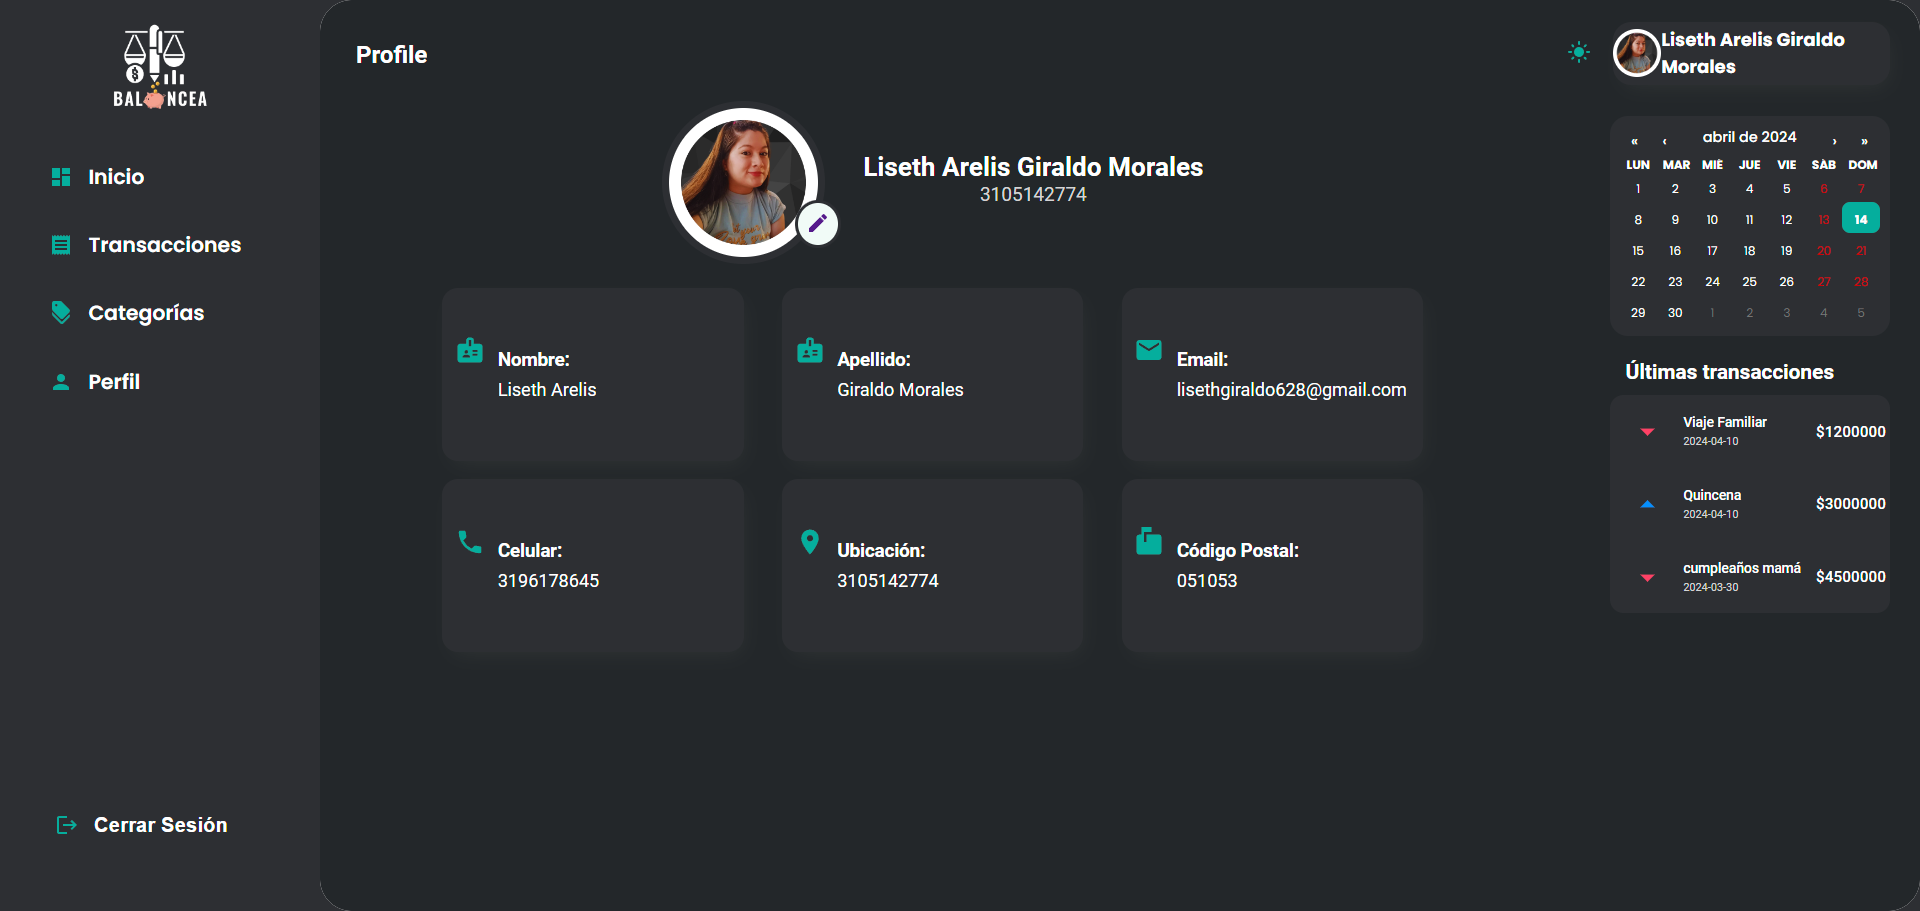 BALANCEA
Inicio
Transacciones
Categorías
Perfil
Cerrar Sesión
Profile
Liseth Arelis Giraldo Morales
3105142774
Nombre:
Liseth Arelis
Apellido:
Giraldo Morales
Email:
lisethgiraldo628@gmail.com
Celular:
3196178645
Ubicación:
3105142774
Código Postal:
051053
Liseth Arelis Giraldo
Morales
« ‹ abril de 2024 › »
LUN MAR MIÉ JUE VIE SÁB DOM
1 2 3 4 5 6 7
8 9 10 11 12 13 14
15 16 17 18 19 20 21
22 23 24 25 26 27 28
29 30 1 2 3 4 5
Últimas transacciones
Viaje Familiar
2024-04-10
$1200000
Quincena
2024-04-10
$3000000
cumpleaños mamá
2024-03-30
$4500000